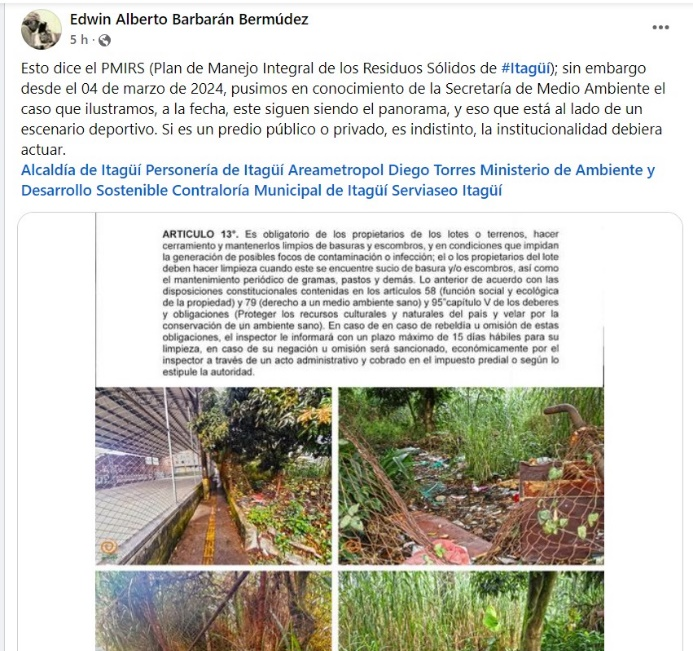 Edwin Alberto Barbarán Bermúdez
5 h ·
Esto dice el PMIRS (Plan de Manejo Integral de los Residuos Sólidos de #Itagüí); sin embargo
desde el 04 de marzo de 2024, pusimos en conocimiento de la Secretaría de Medio Ambiente el
caso que ilustramos, a la fecha, este siguen siendo el panorama, y eso que está al lado de un
escenario deportivo. Si es un predio público o privado, es indistinto, la institucionalidad debiera
actuar.
Alcaldía de Itagüí Personería de Itagüí Areametropol Diego Torres Ministerio de Ambiente y
Desarrollo Sostenible Contraloría Municipal de Itagüí Serviaseo Itagüí
ARTICULO 13°. Es obligatorio de los propietarios de los lotes o terrenos, hacer
cerramiento y mantenerlos limpios de basuras y escombros, y en condiciones que impidan
la generación de posibles focos de contaminación o infección; el o los propietarios del lote
deben hacer limpieza cuando este se encuentre sucio de basura y/o escombros, así como
el mantenimiento periódico de gramas, pastos y demás. Lo anterior de acuerdo con las
disposiciones constitucionales contenidas en los artículos 58 (función social y ecológica
de la propiedad) y 79 (derecho a un medio ambiente sano) y 95"capítulo V de los deberes
y obligaciones (Proteger los recursos culturales y naturales del país y velar por la
conservación de un ambiente sano). En caso de en caso de rebeldía u omisión de estas
obligaciones, el inspector le informará con un plazo máximo de 15 días hábiles para su
limpieza, en caso de su negación u omisión será sancionado, económicamente por el
inspector a través de un acto administrativo y cobrado en el impuesto predial o según lo
estipule la autoridad.